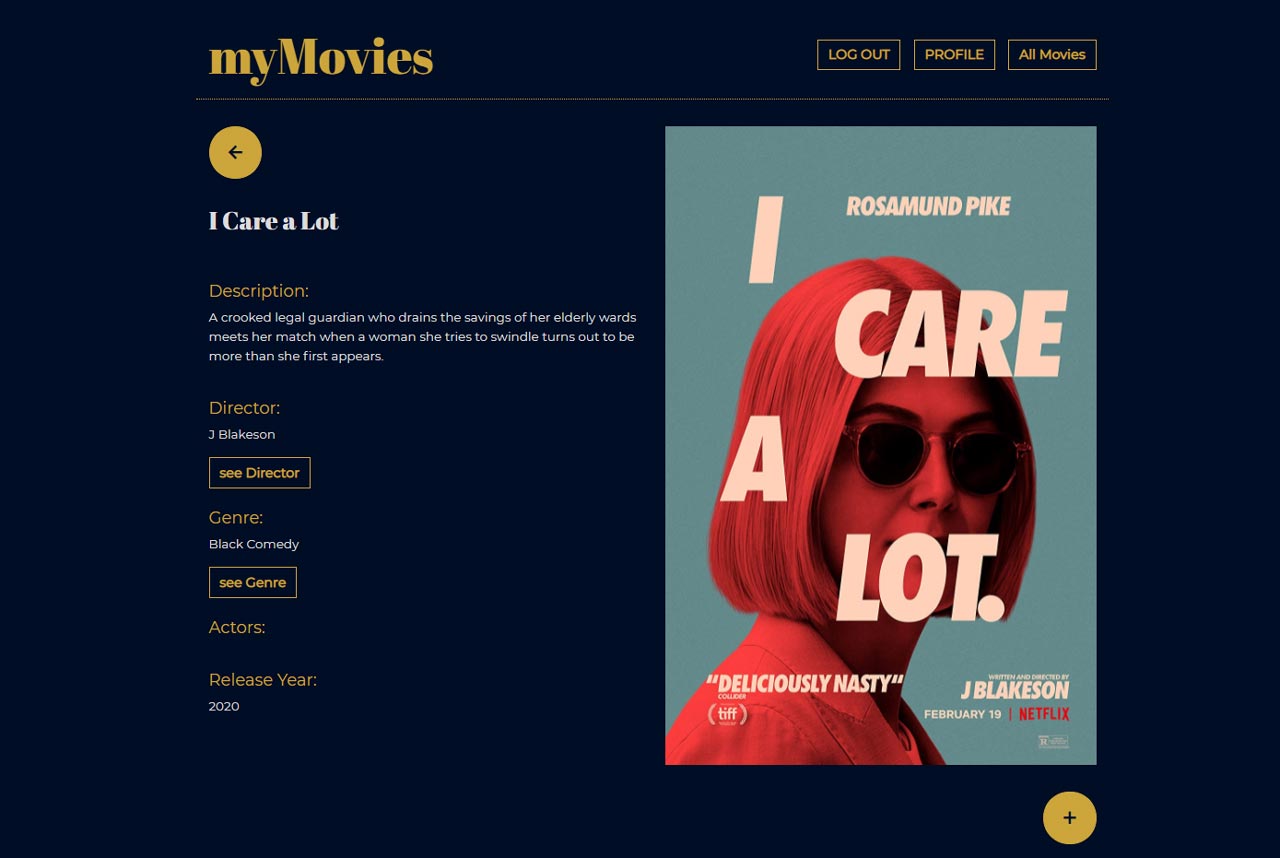 myMovies
LOG OUT
PROFILE
All Movies
I Care a Lot
Description:
A crooked legal guardian who drains the savings of her elderly wards
meets her match when a woman she tries to swindle turns out to be
more than she first appears.
Director:
J Blakeson
see Director
Genre:
Black Comedy
see Genre
Actors:
Release Year:
2020
ROSAMUND PIKE
I
CARE
A
LOT.
“DELICIOUSLY NASTY“
COLLIDER
tiff
WRITTEN AND DIRECTED BY
J BLAKESON
FEBRUARY 19 | NETFLIX
R
+